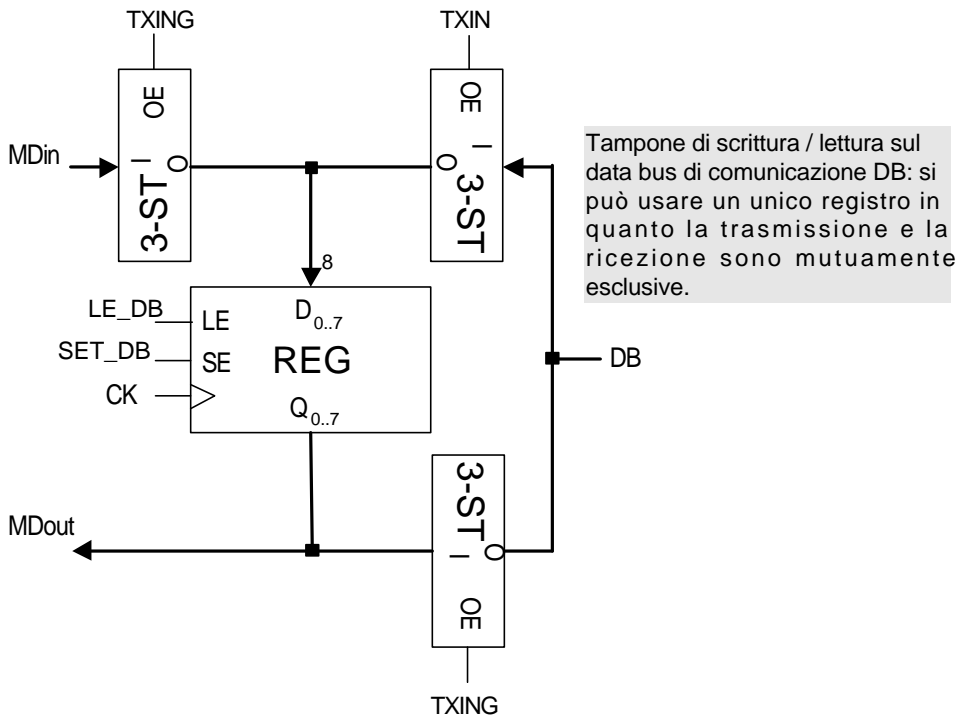 TXING
TXIN
OE
I
O
3-ST
MDin
OE
I
O
3-ST
Tampone di scrittura / lettura sul
data bus di comunicazione DB: si
può usare un unico registro in
quanto la trasmissione e la
ricezione sono mutuamente
esclusive.
8
LE_DB
LE
D0..7
SET_DB
SE
REG
DB
CK
Q0..7
3-ST
I
O
OE
MDout
TXING